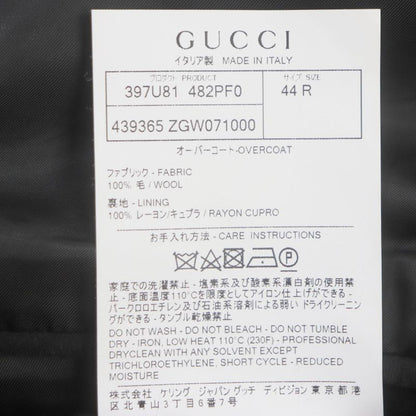 GUCCI
イタリア製 MADE IN ITALY
プロダクト PRODUCT
サイズ SIZE
397U81 482PF0
44 R
439365 ZGW071000
オーバーコート-OVERCOAT
ファブリック - FABRIC
100% 毛 / WOOL
裏地 - LINING
100% レーヨン/キュプラ / RAYON CUPRO
お手入れ方法 - CARE INSTRUCTIONS
P
家庭での洗濯禁止 - 塩素系及び酸素系漂白剤の使用禁
止 - 底面温度110℃を限度としてアイロン仕上げができま
す - パークロロエチレン及び石油系溶剤による弱い ドライクリーニン
グができます - タンブル乾燥禁止
DO NOT WASH - DO NOT BLEACH - DO NOT TUMBLE
DRY - IRON, LOW HEAT 110°C (230F) - PROFESSIONAL
DRYCLEAN WITH ANY SOLVENT EXCEPT
TRICHLOROETHYLENE, SHORT CYCLE - REDUCED
MOISTURE
株式会社 ケリング ジャパン グッチ ディビジョン 東京都 港
区 北青山3丁目6番7号